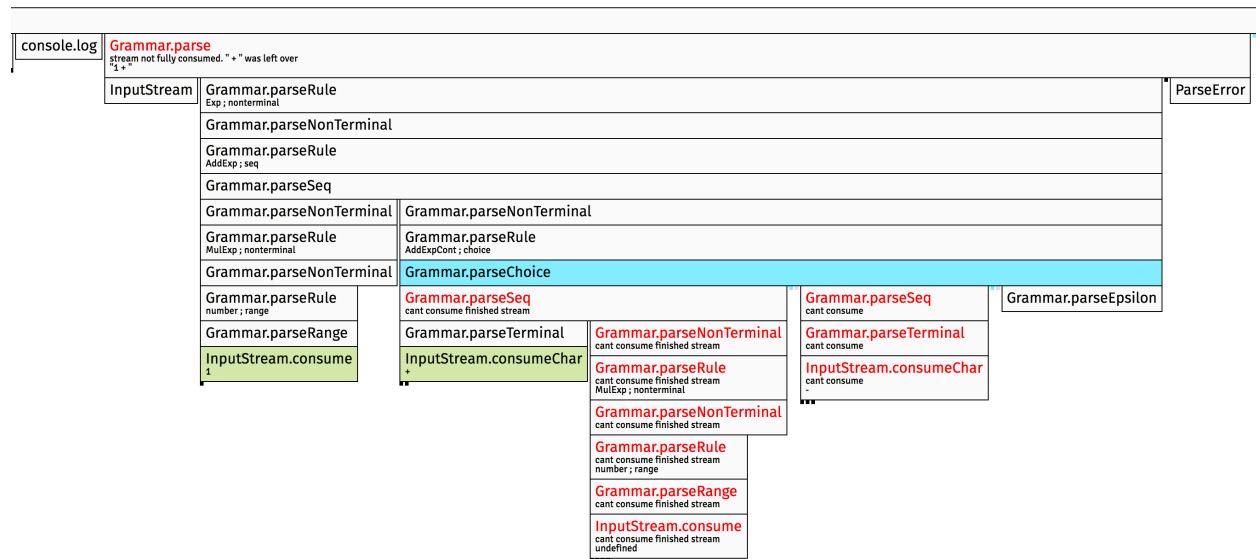 console.log
Grammar.parse
stream not fully consumed. " + " was left over
"1 + "
InputStream
Grammar.parseRule
Exp ; nonterminal
ParseError
Grammar.parseNonTerminal
Grammar.parseRule
AddExp ; seq
Grammar.parseSeq
Grammar.parseNonTerminal
Grammar.parseNonTerminal
Grammar.parseRule
MulExp ; nonterminal
Grammar.parseRule
AddExpCont ; choice
Grammar.parseNonTerminal
Grammar.parseChoice
Grammar.parseRule
number ; range
Grammar.parseSeq
cant consume finished stream
Grammar.parseSeq
cant consume
Grammar.parseEpsilon
Grammar.parseRange
Grammar.parseTerminal
Grammar.parseNonTerminal
cant consume finished stream
Grammar.parseTerminal
cant consume
InputStream.consume
1
InputStream.consumeChar
+
Grammar.parseRule
cant consume finished stream
MulExp ; nonterminal
InputStream.consumeChar
cant consume
-
Grammar.parseNonTerminal
cant consume finished stream
Grammar.parseRule
cant consume finished stream
number ; range
Grammar.parseRange
cant consume finished stream
InputStream.consume
cant consume finished stream
undefined